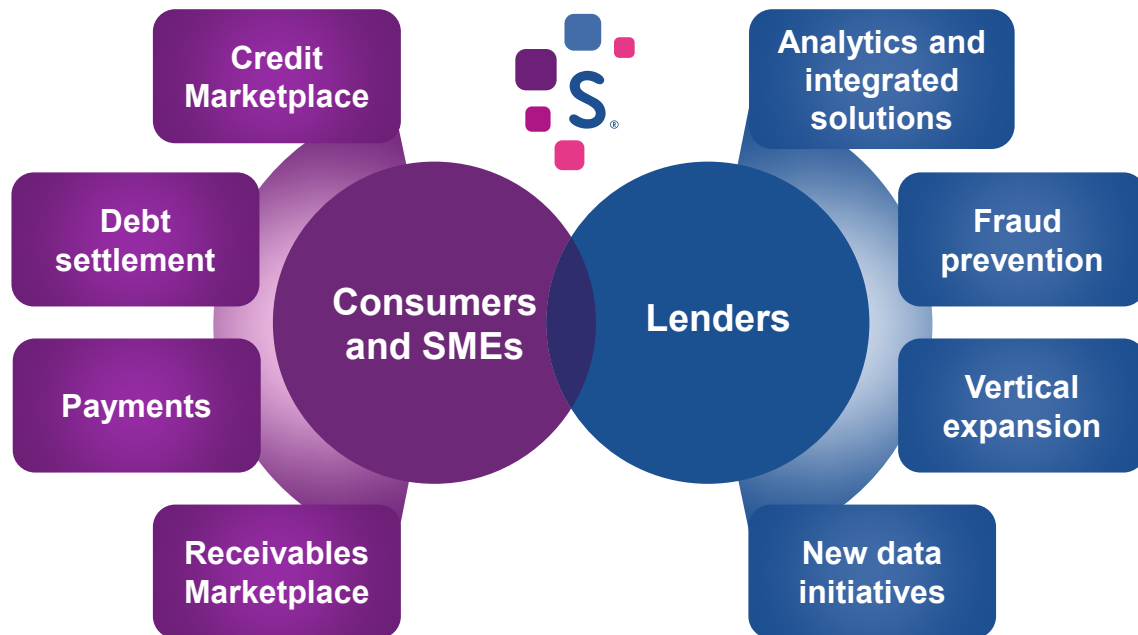 Credit
Marketplace
Debt
settlement
Payments
Receivables
Marketplace
Consumers
and SMEs
S®
Lenders
Analytics and
integrated
solutions
Fraud
prevention
Vertical
expansion
New data
initiatives